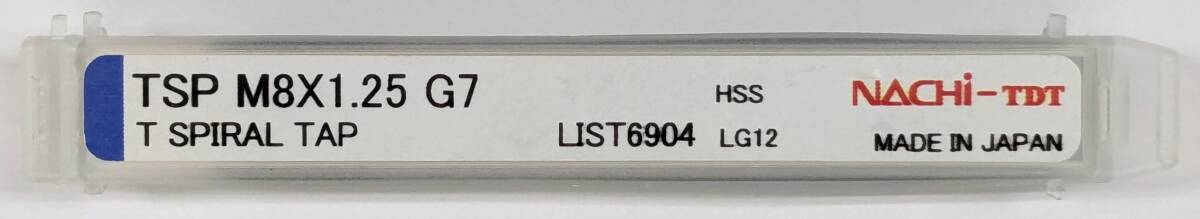 TSP M8X1.25 G7 HSS NACHi-TDT
T SPIRAL TAP LIST6904 LG12 MADE IN JAPAN